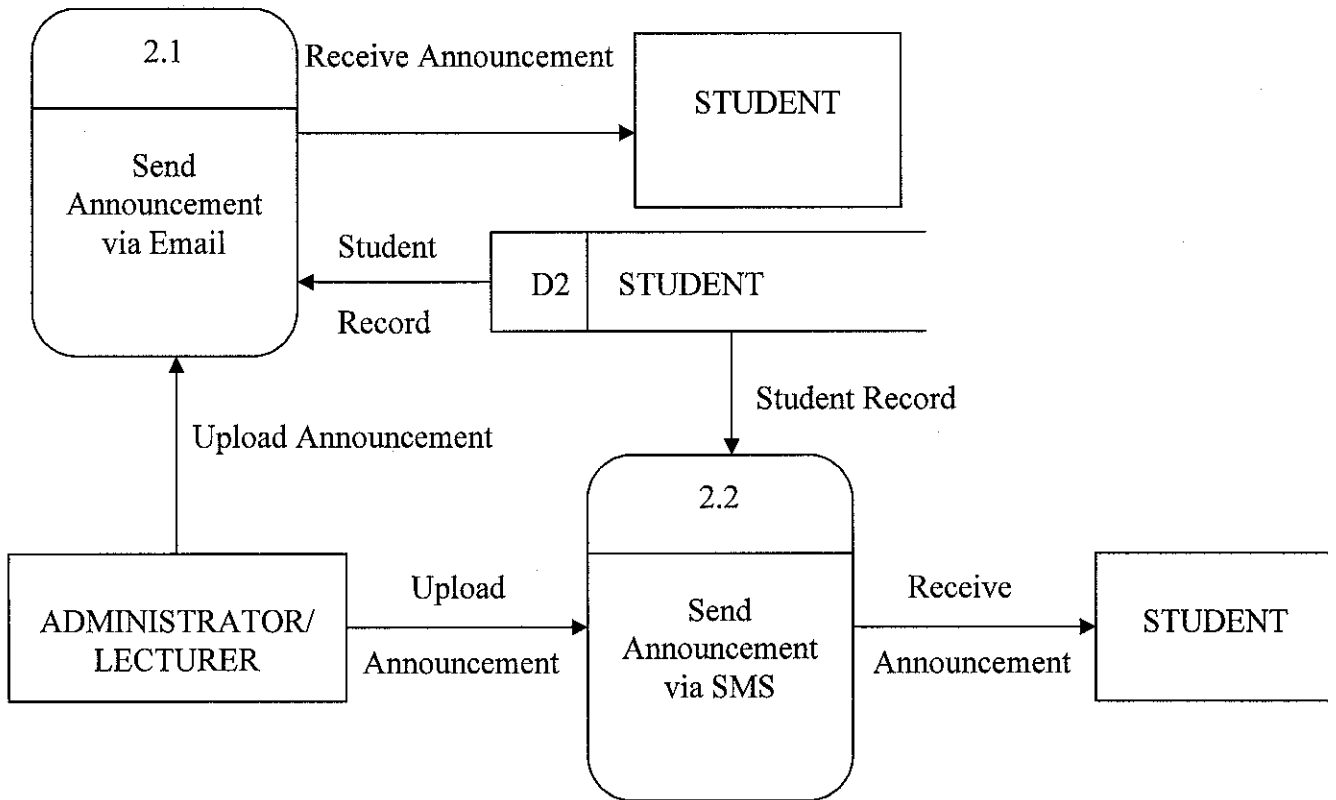 2.1
Send
Announcement
via Email
Receive Announcement
STUDENT
Student
Record
D2 STUDENT
Student Record
Upload Announcement
ADMINISTRATOR/
LECTURER
Upload
Announcement
2.2
Send
Announcement
via SMS
Receive
Announcement
STUDENT